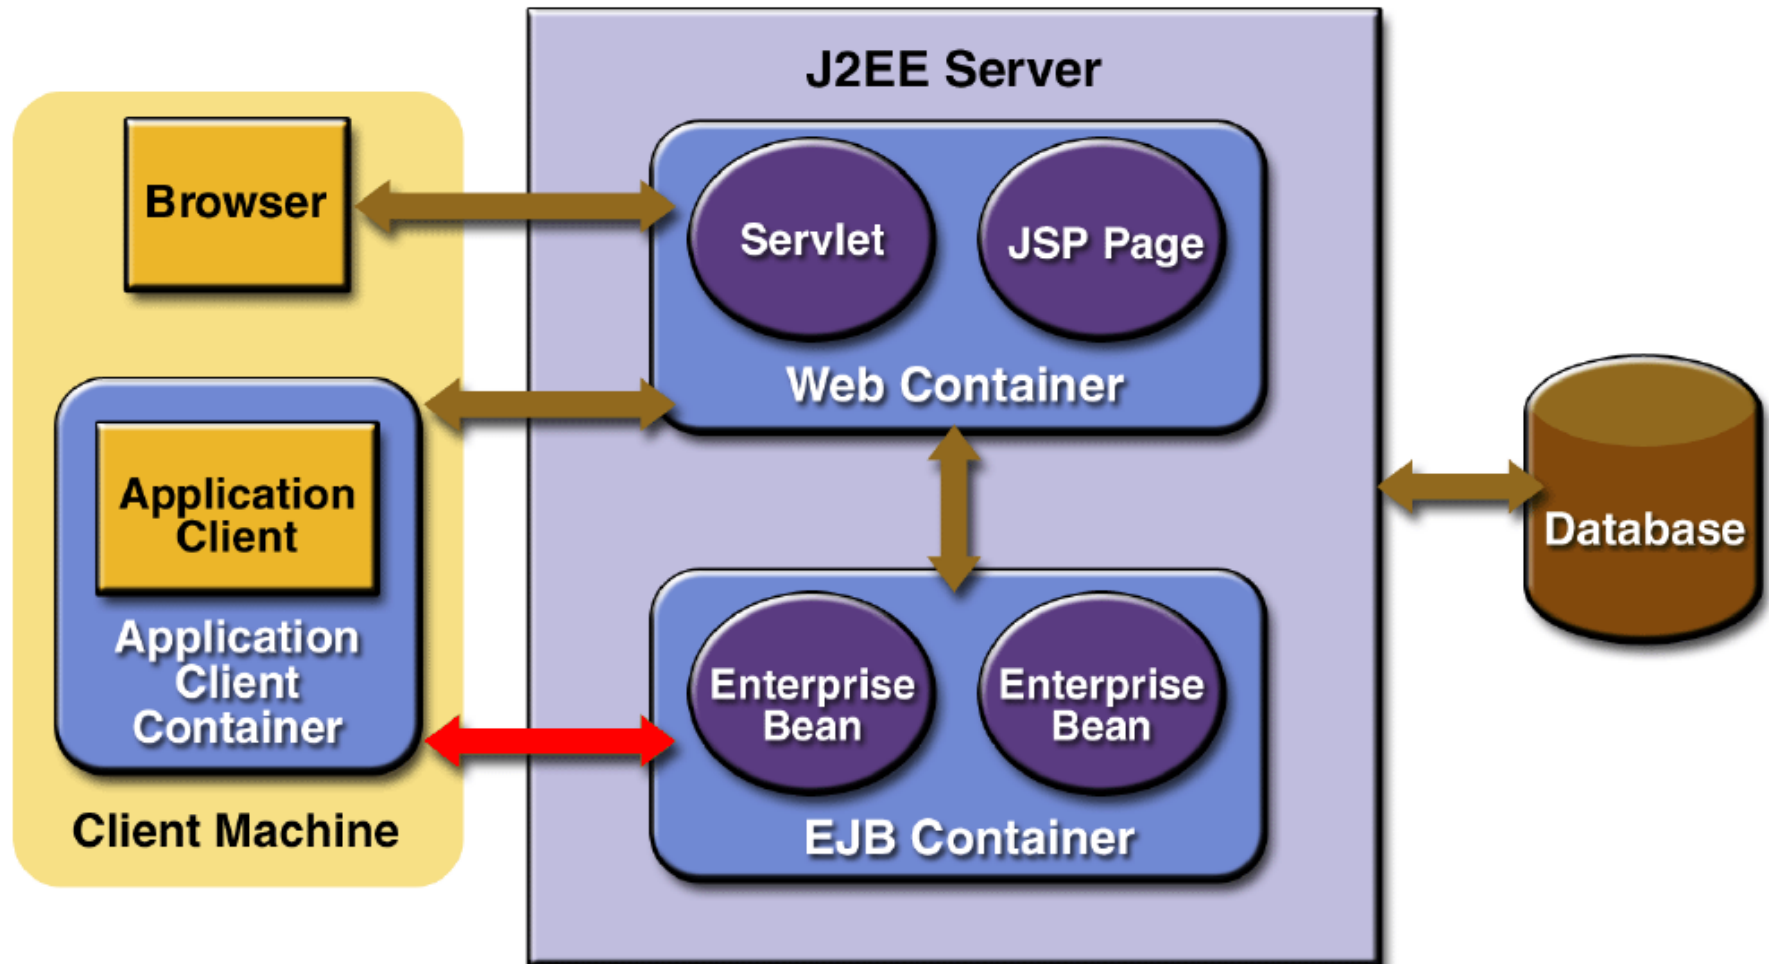 J2EE Server
Browser
Servlet
JSP Page
Web Container
Application
Client
Application
Client
Container
Client Machine
Enterprise
Bean
Enterprise
Bean
EJB Container
Database